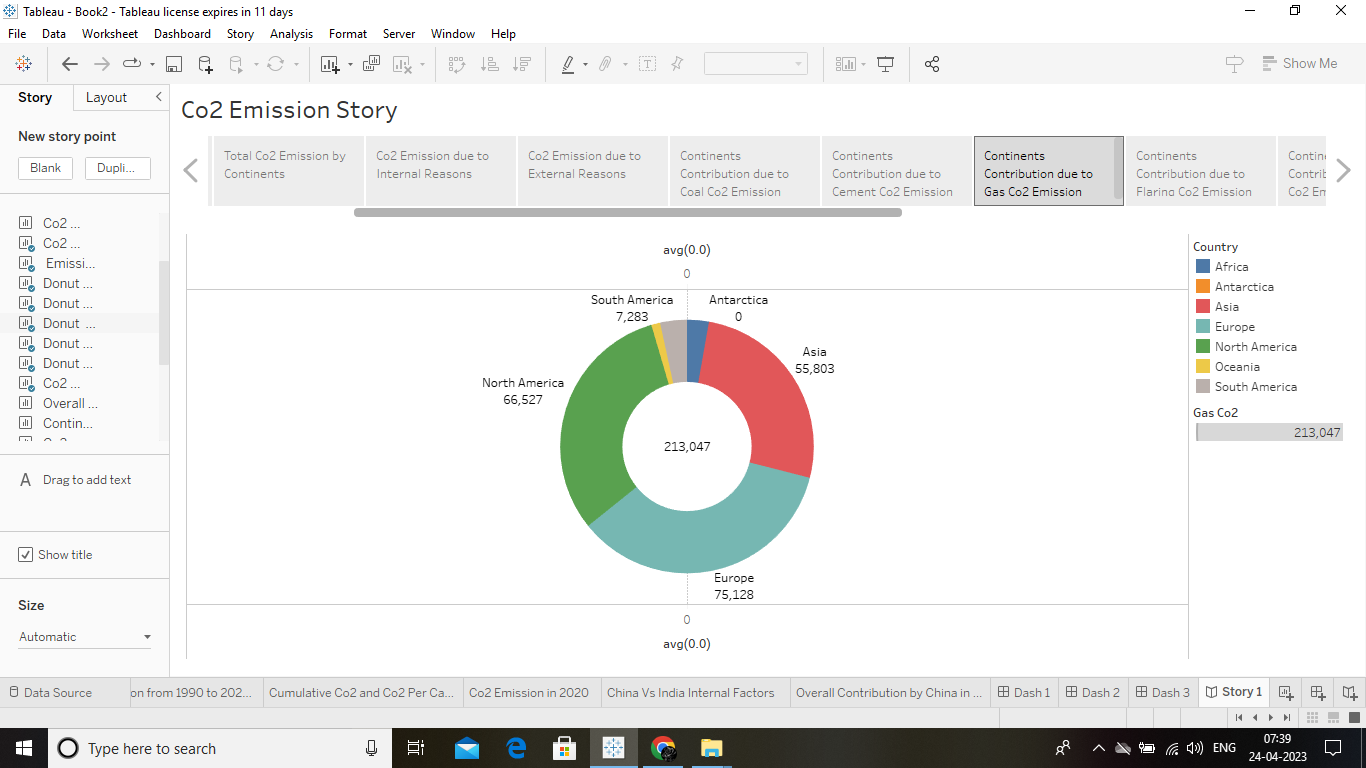 Tableau - Book2 - Tableau license expires in 11 days
File Data Worksheet Dashboard Story Analysis Format Server Window Help
Show Me
Story Layout
New story point
Blank Dupli...
Co2 ...
Co2 ...
Emissi...
Donut ...
Donut ...
Donut ...
Donut ...
Donut ...
Co2 ...
Overall ...
Contin...
A Drag to add text
Show title
Size
Automatic
Co2 Emission Story
Total Co2 Emission by
Continents
Co2 Emission due to
Internal Reasons
Co2 Emission due to
External Reasons
Continents
Contribution due to
Coal Co2 Emission
Continents
Contribution due to
Cement Co2 Emission
Continents
Contribution due to
Gas Co2 Emission
Continents
Contribution due to
Flaring Co2 Emission
Contin
Contrib
Co2 Em
avg(0.0)
0
South America
7,283
Antarctica
0
Asia
55,803
North America
66,527
213,047
Europe
75,128
0
avg(0.0)
Country
Africa
Antarctica
Asia
Europe
North America
Oceania
South America
Gas Co2
213,047
Data Source on from 1990 to 202... Cumulative Co2 and Co2 Per Ca... Co2 Emission in 2020 China Vs India Internal Factors Overall Contribution by China in ... Dash 1 Dash 2 Dash 3 Story 1
Type here to search
ENG
07:39
24-04-2023